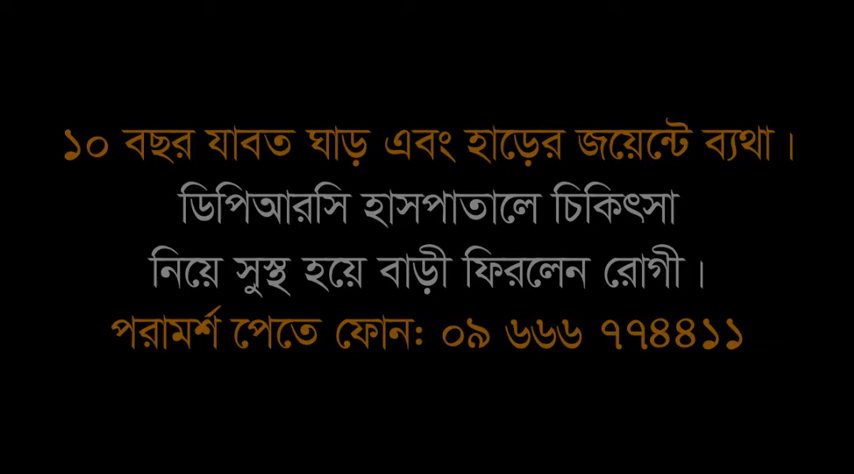 ১০ বছর যাবত ঘাড় এবং হাড়ের জয়েন্টে ব্যথা।
ডিপিআরসি হাসপাতালে চিকিৎসা
নিয়ে সুস্থ হয়ে বাড়ী ফিরলেন রোগী।
পরামর্শ পেতে ফোন: ০৯ ৬৬৬ ৭৭৪৪১১